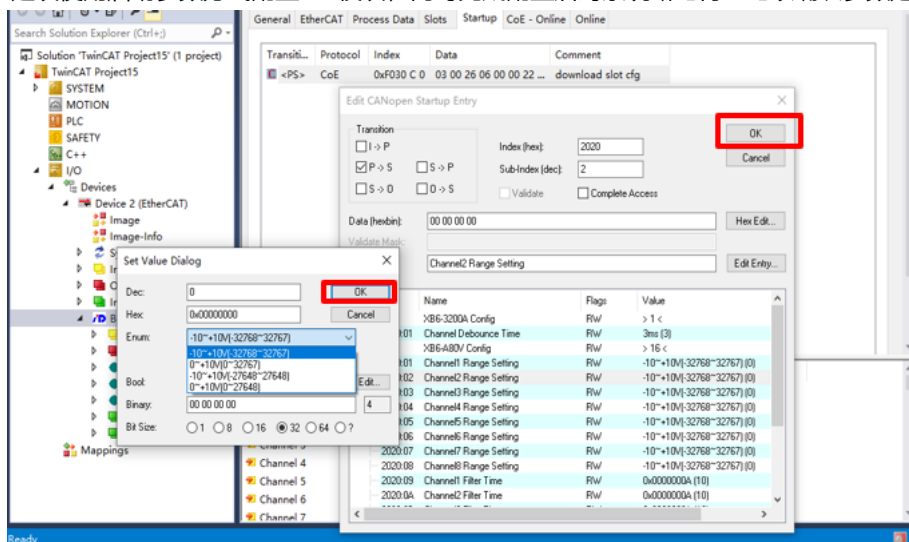 General EtherCAT Process Data Slots Startup CoE - Online Online
Search Solution Explorer (Ctrl+;)
Solution 'TwinCAT Project15' (1 project)
TwinCAT Project15
SYSTEM
MOTION
PLC
SAFETY
C++
I/O
Devices
Device 2 (EtherCAT)
Image
Image-Info
Mappings
Transiti... Protocol Index Data Comment
<PS> CoE 0xF030 C 0 03 00 26 06 00 00 22 ... download slot cfg
Edit CANopen Startup Entry
Transition
I -> P
P -> S
S -> P
S -> O
O -> S
Index (hex): 2020
Sub-Index (dec): 2
Validate
Complete Access
OK
Cancel
Data (hexbin): 00 00 00 00
Hex Edit...
Validate Mask:
Channel2 Range Setting
Edit Entry...
Name Flags Value
XB6-3200A Config RW > 1 <
:01 Channel Debounce Time RW 3ms (3)
XB6-A80V Config RW > 16 <
:01 Channel1 Range Setting RW -10~+10V(-32768~32767) (0)
:02 Channel2 Range Setting RW -10~+10V(-32768~32767) (0)
:03 Channel3 Range Setting RW -10~+10V(-32768~32767) (0)
:04 Channel4 Range Setting RW -10~+10V(-32768~32767) (0)
:05 Channel5 Range Setting RW -10~+10V(-32768~32767) (0)
:06 Channel6 Range Setting RW -10~+10V(-32768~32767) (0)
2020:07 Channel7 Range Setting RW -10~+10V(-32768~32767) (0)
2020:08 Channel8 Range Setting RW -10~+10V(-32768~32767) (0)
2020:09 Channel1 Filter Time RW 0x0000000A (10)
2020:0A Channel2 Filter Time RW 0x0000000A (10)
Set Value Dialog
Dec: 0
OK
Hex: 0x00000000
Cancel
Enum: -10~+10V(-32768~32767)
-10~+10V(-32768~32767)
0~+10V(0~32767)
-10~+10V(-27648~27648)
0~+10V(0~27648)
Bool:
Edit...
Binary: 00 00 00 00 4
Bit Size: 1 8 16 32 64 ?
Channel 4
Channel 5
Channel 6
Channel 7
Ready